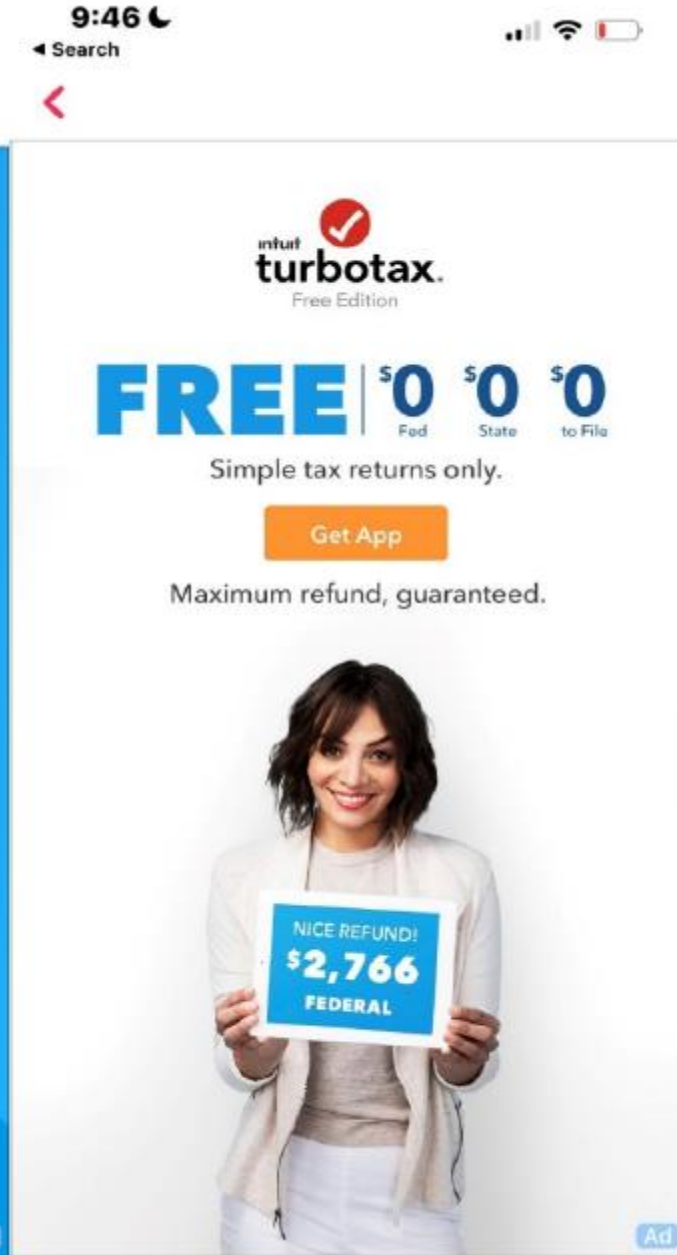 9:46
Search
intuit
turbotax.
Free Edition
FREE $0 $0 $0
Fed State to File
Simple tax returns only.
Get App
Maximum refund, guaranteed.
NICE REFUND!
$2,766
FEDERAL
Ad